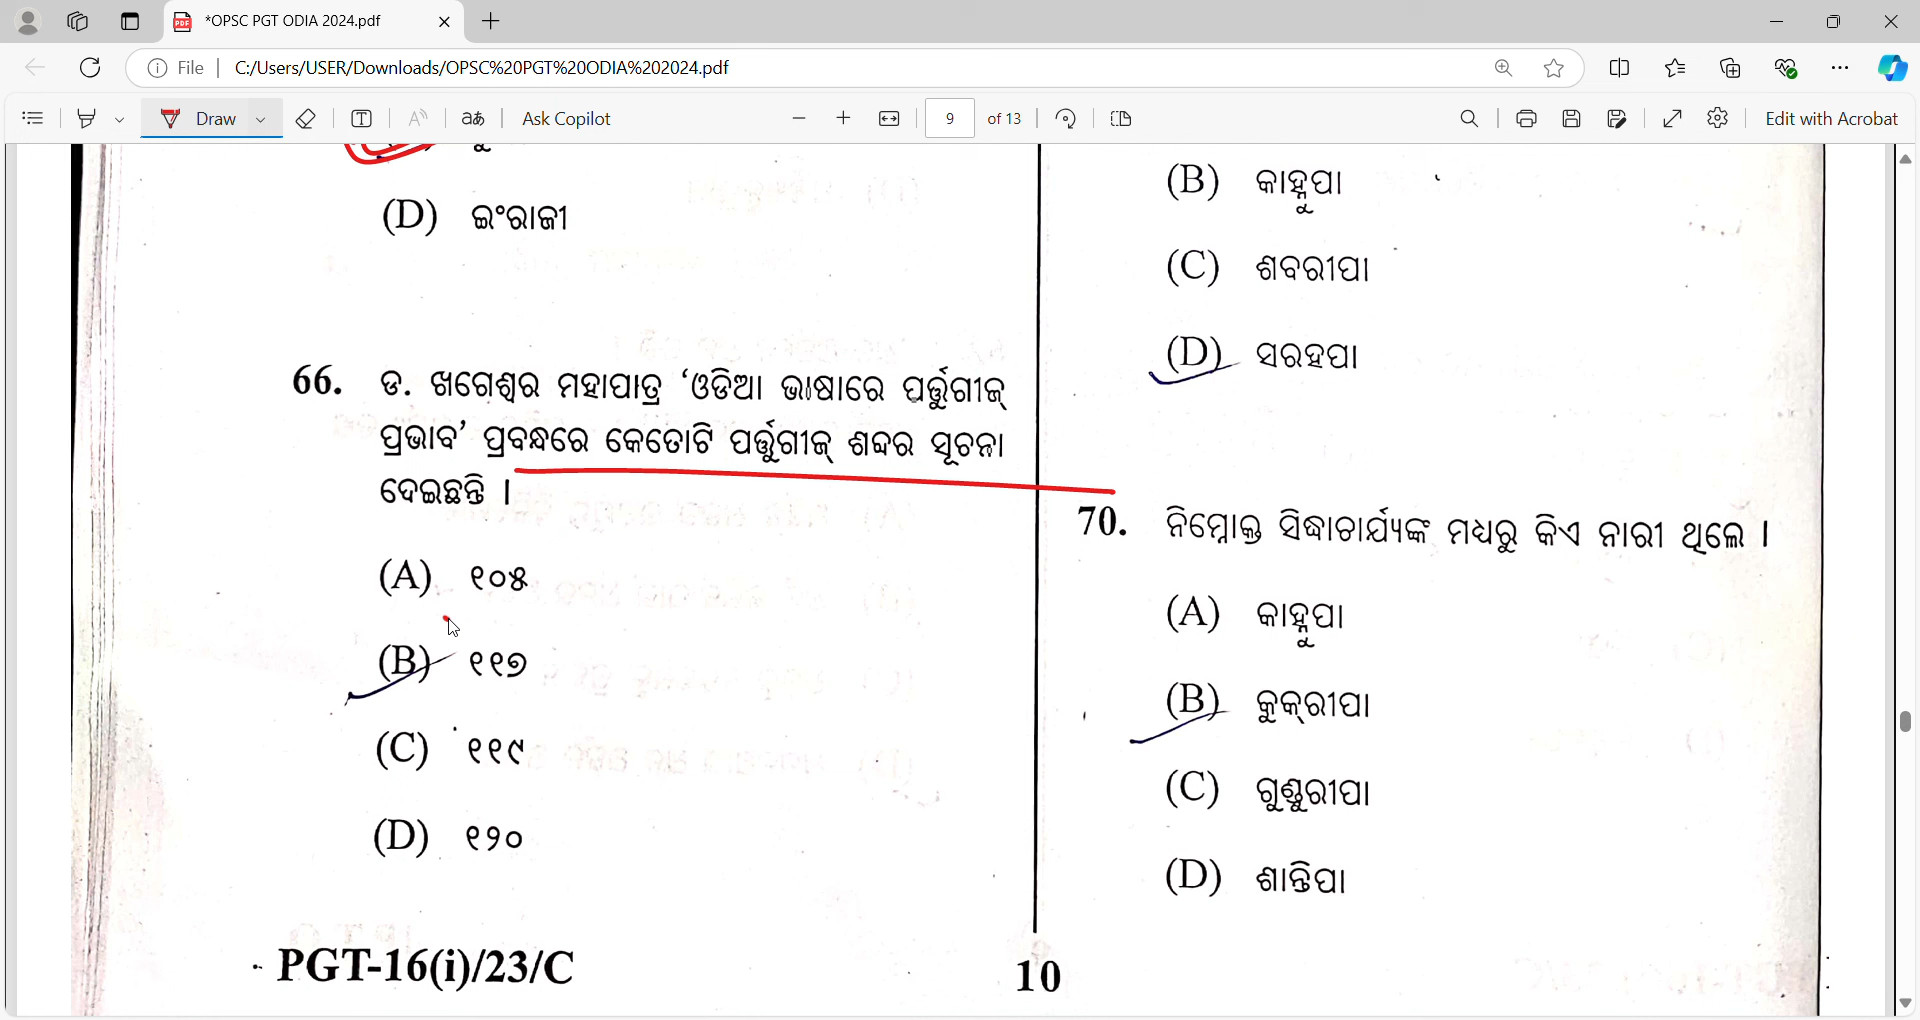 *OPSC PGT ODIA 2024.pdf
File
C:/Users/USER/Downloads/OPSC%20PGT%20ODIA%202024.pdf
Draw
Ask Copilot
9 of 13
Edit with Acrobat
(D) ଇଂରାଜୀ
66. ଡ. ଖଗେଶ୍ୱର ମହାପାତ୍ର ‘ଓଡିଆ ଭାଷାରେ ପର୍ତ୍ତୁଗୀଜ୍
ପ୍ରଭାବ’ ପ୍ରବନ୍ଧରେ କେତୋଟି ପର୍ତ୍ତୁଗୀଜ୍ ଶବ୍ଦର ସୂଚନା
ଦେଇଛନ୍ତି ।
(A) ୧୦୫
(B) ୧୧୭
(C) ୧୧୯
(D) ୧୨୦
PGT-16(i)/23/C
(B) କାହ୍ନୁପା
(C) ଶବରୀପା
(D) ସରହପା
70. ନିମ୍ନୋକ୍ତ ସିଦ୍ଧାଚାର୍ଯ୍ୟଙ୍କ ମଧ୍ୟରୁ କିଏ ନାରୀ ଥିଲେ ।
(A) କାହ୍ନୁପା
(B) କୁକ୍‌ରୀପା
(C) ଗୁଣ୍ଡୁରୀପା
(D) ଶାନ୍ତିପା
10